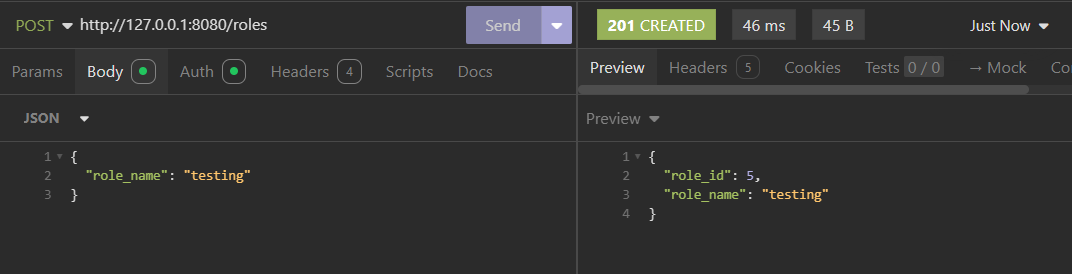 POST http://127.0.0.1:8080/roles Send
Params Body Auth Headers 4 Scripts Docs
JSON
1 {
2 "role_name": "testing"
3 }
201 CREATED 46 ms 45 B Just Now
Preview Headers 5 Cookies Tests 0 / 0 → Mock Co
Preview
1 {
2 "role_id": 5,
3 "role_name": "testing"
4 }